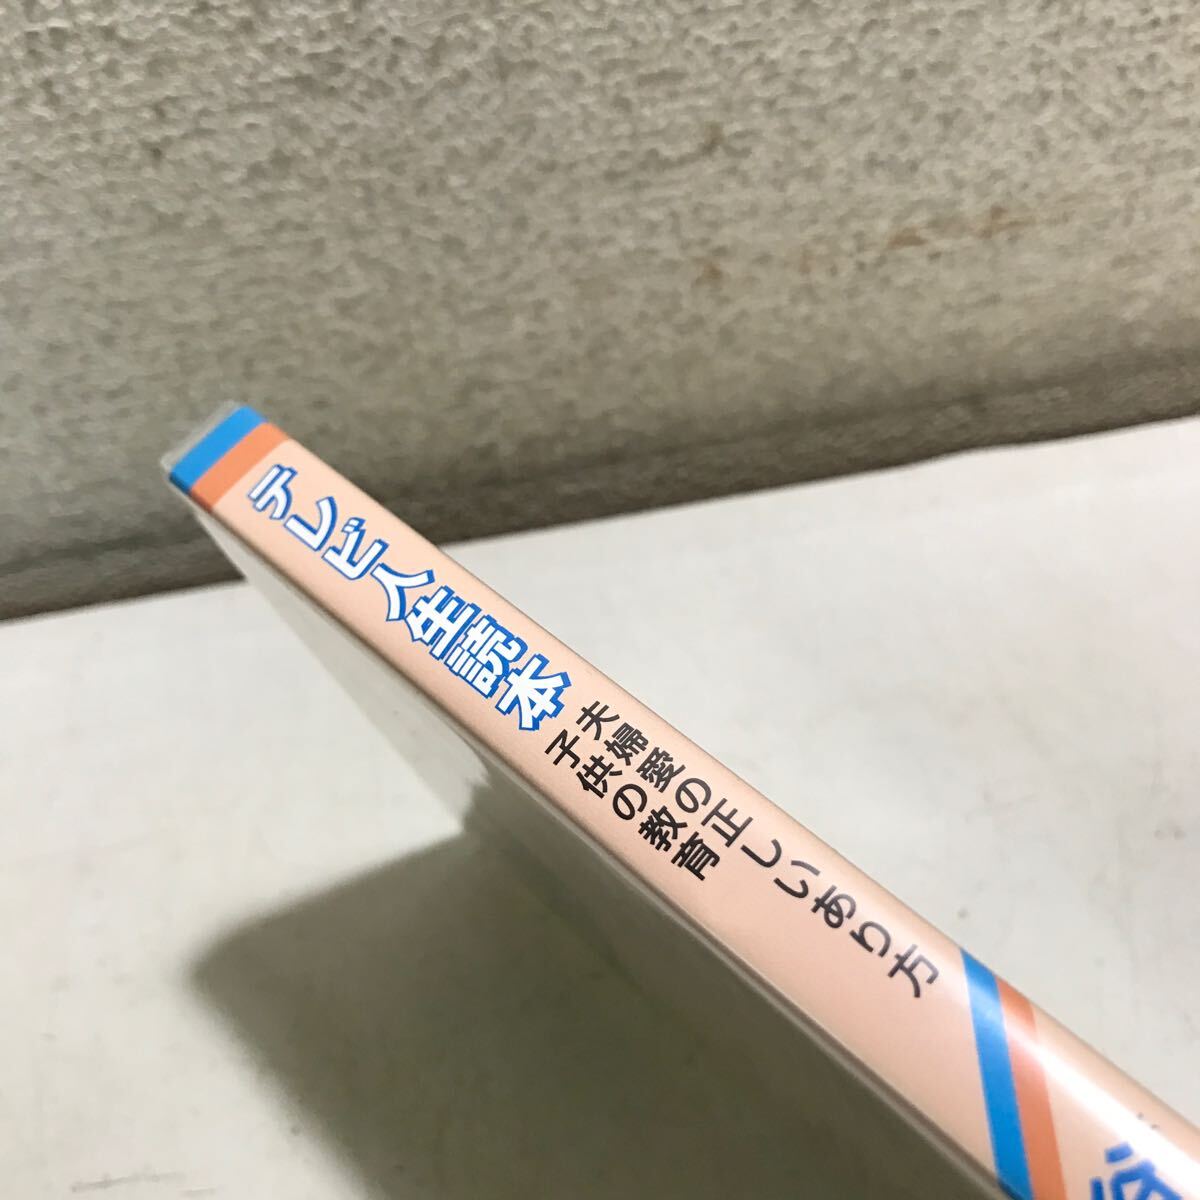 テレビ人生読本
夫婦愛の正しいあり方
子供の教育